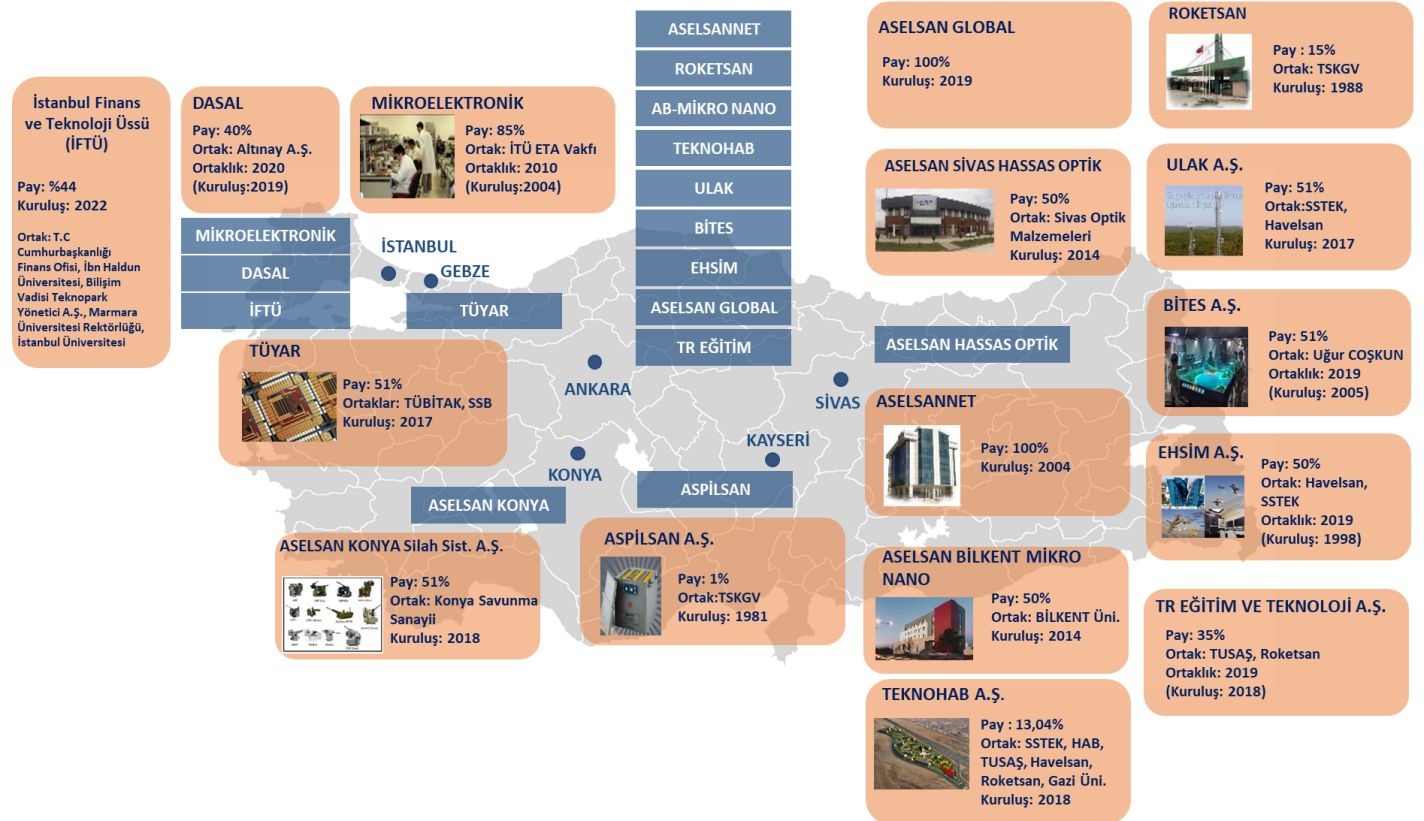 İstanbul Finans
ve Teknoloji Üssü
(İFTÜ)
Pay: %44
Kuruluş: 2022
Ortak: T.C
Cumhurbaşkanlığı
Finans Ofisi, İbn Haldun
Üniversitesi, Bilişim
Vadisi Teknopark
Yönetici A.Ş., Marmara
Üniversitesi Rektörlüğü,
İstanbul Üniversitesi
DASAL
Pay: 40%
Ortak: Altınay A.Ş.
Ortaklık: 2020
(Kuruluş:2019)
MİKROELEKTRONİK
Pay: 85%
Ortak: İTÜ ETA Vakfı
Ortaklık: 2010
(Kuruluş:2004)
MİKROELEKTRONİK
DASAL
İFTÜ
İSTANBUL
GEBZE
TÜYAR
TÜYAR
Pay: 51%
Ortaklar: TÜBİTAK, SSB
Kuruluş: 2017
ASELSANNET
ROKETSAN
AB-MİKRO NANO
TEKNOHAB
ULAK
BİTES
EHSİM
ASELSAN GLOBAL
TR EĞİTİM
ANKARA
KONYA
ASELSAN KONYA
ASELSAN KONYA Silah Sist. A.Ş.
Pay: 51%
Ortak: Konya Savunma
Sanayii
Kuruluş: 2018
KAYSERİ
ASPİLSAN
ASPİLSAN A.Ş.
Pay: 1%
Ortak:TSKGV
Kuruluş: 1981
SİVAS
ASELSAN HASSAS OPTİK
ASELSAN GLOBAL
Pay: 100%
Kuruluş: 2019
ASELSAN SİVAS HASSAS OPTİK
Pay: 50%
Ortak: Sivas Optik
Malzemeleri
Kuruluş: 2014
ASELSANNET
Pay: 100%
Kuruluş: 2004
ASELSAN BİLKENT MİKRO
NANO
Pay: 50%
Ortak: BİLKENT Üni.
Kuruluş: 2014
TEKNOHAB A.Ş.
Pay : 13,04%
Ortak: SSTEK, HAB,
TUSAŞ, Havelsan,
Roketsan, Gazi Üni.
Kuruluş: 2018
ROKETSAN
Pay : 15%
Ortak: TSKGV
Kuruluş: 1988
ULAK A.Ş.
Pay: 51%
Ortak:SSTEK,
Havelsan
Kuruluş: 2017
BİTES A.Ş.
Pay: 51%
Ortak: Uğur COŞKUN
Ortaklık: 2019
(Kuruluş: 2005)
EHSİM A.Ş.
Pay: 50%
Ortak: Havelsan,
SSTEK
Ortaklık: 2019
(Kuruluş: 1998)
TR EĞİTİM VE TEKNOLOJİ A.Ş.
Pay: 35%
Ortak: TUSAŞ, Roketsan
Ortaklık: 2019
(Kuruluş: 2018)